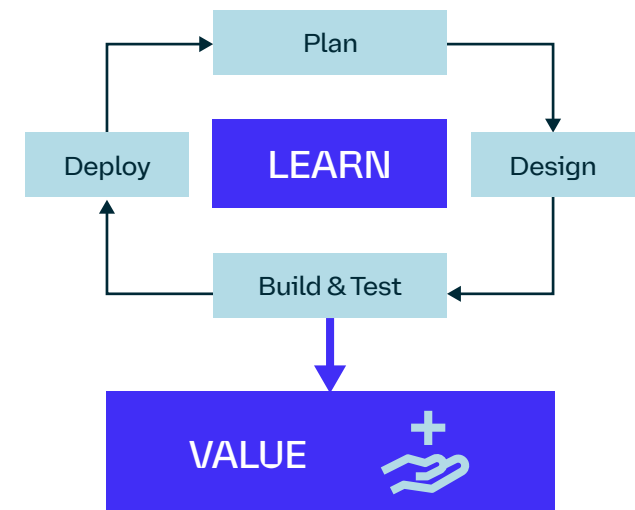 Plan
Deploy
LEARN
Design
Build & Test
VALUE